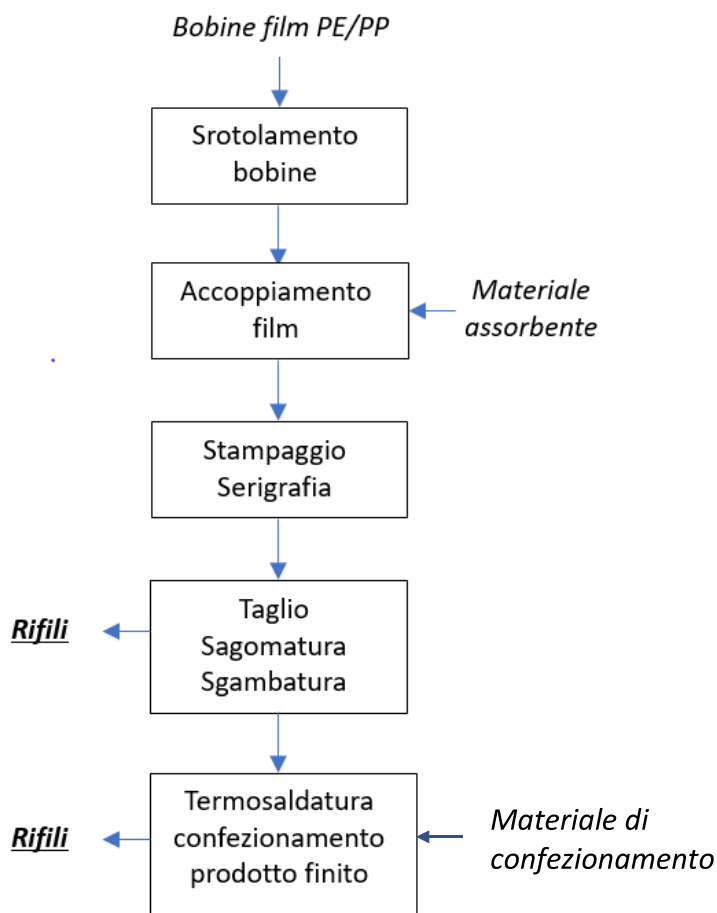 Bobine film PE/PP
Srotolamento
bobine
Accoppiamento
film
Materiale
assorbente
Stampaggio
Serigrafia
Rifili
Taglio
Sagomatura
Sgambatura
Rifili
Termosaldatura
confezionamento
prodotto finito
Materiale di
confezionamento